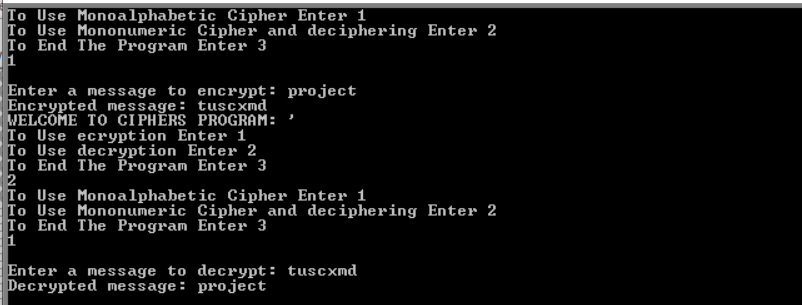 To Use Monoalphabetic Cipher Enter 1
To Use Mononumeric Cipher and deciphering Enter 2
To End The Program Enter 3
1
Enter a message to encrypt: project
Encrypted message: tuscxmd
WELCOME TO CIPHERS PROGRAM: '
To Use ecryption Enter 1
To Use decryption Enter 2
To End The Program Enter 3
2
To Use Monoalphabetic Cipher Enter 1
To Use Mononumeric Cipher and deciphering Enter 2
To End The Program Enter 3
1
Enter a message to decrypt: tuscxmd
Decrypted message: project